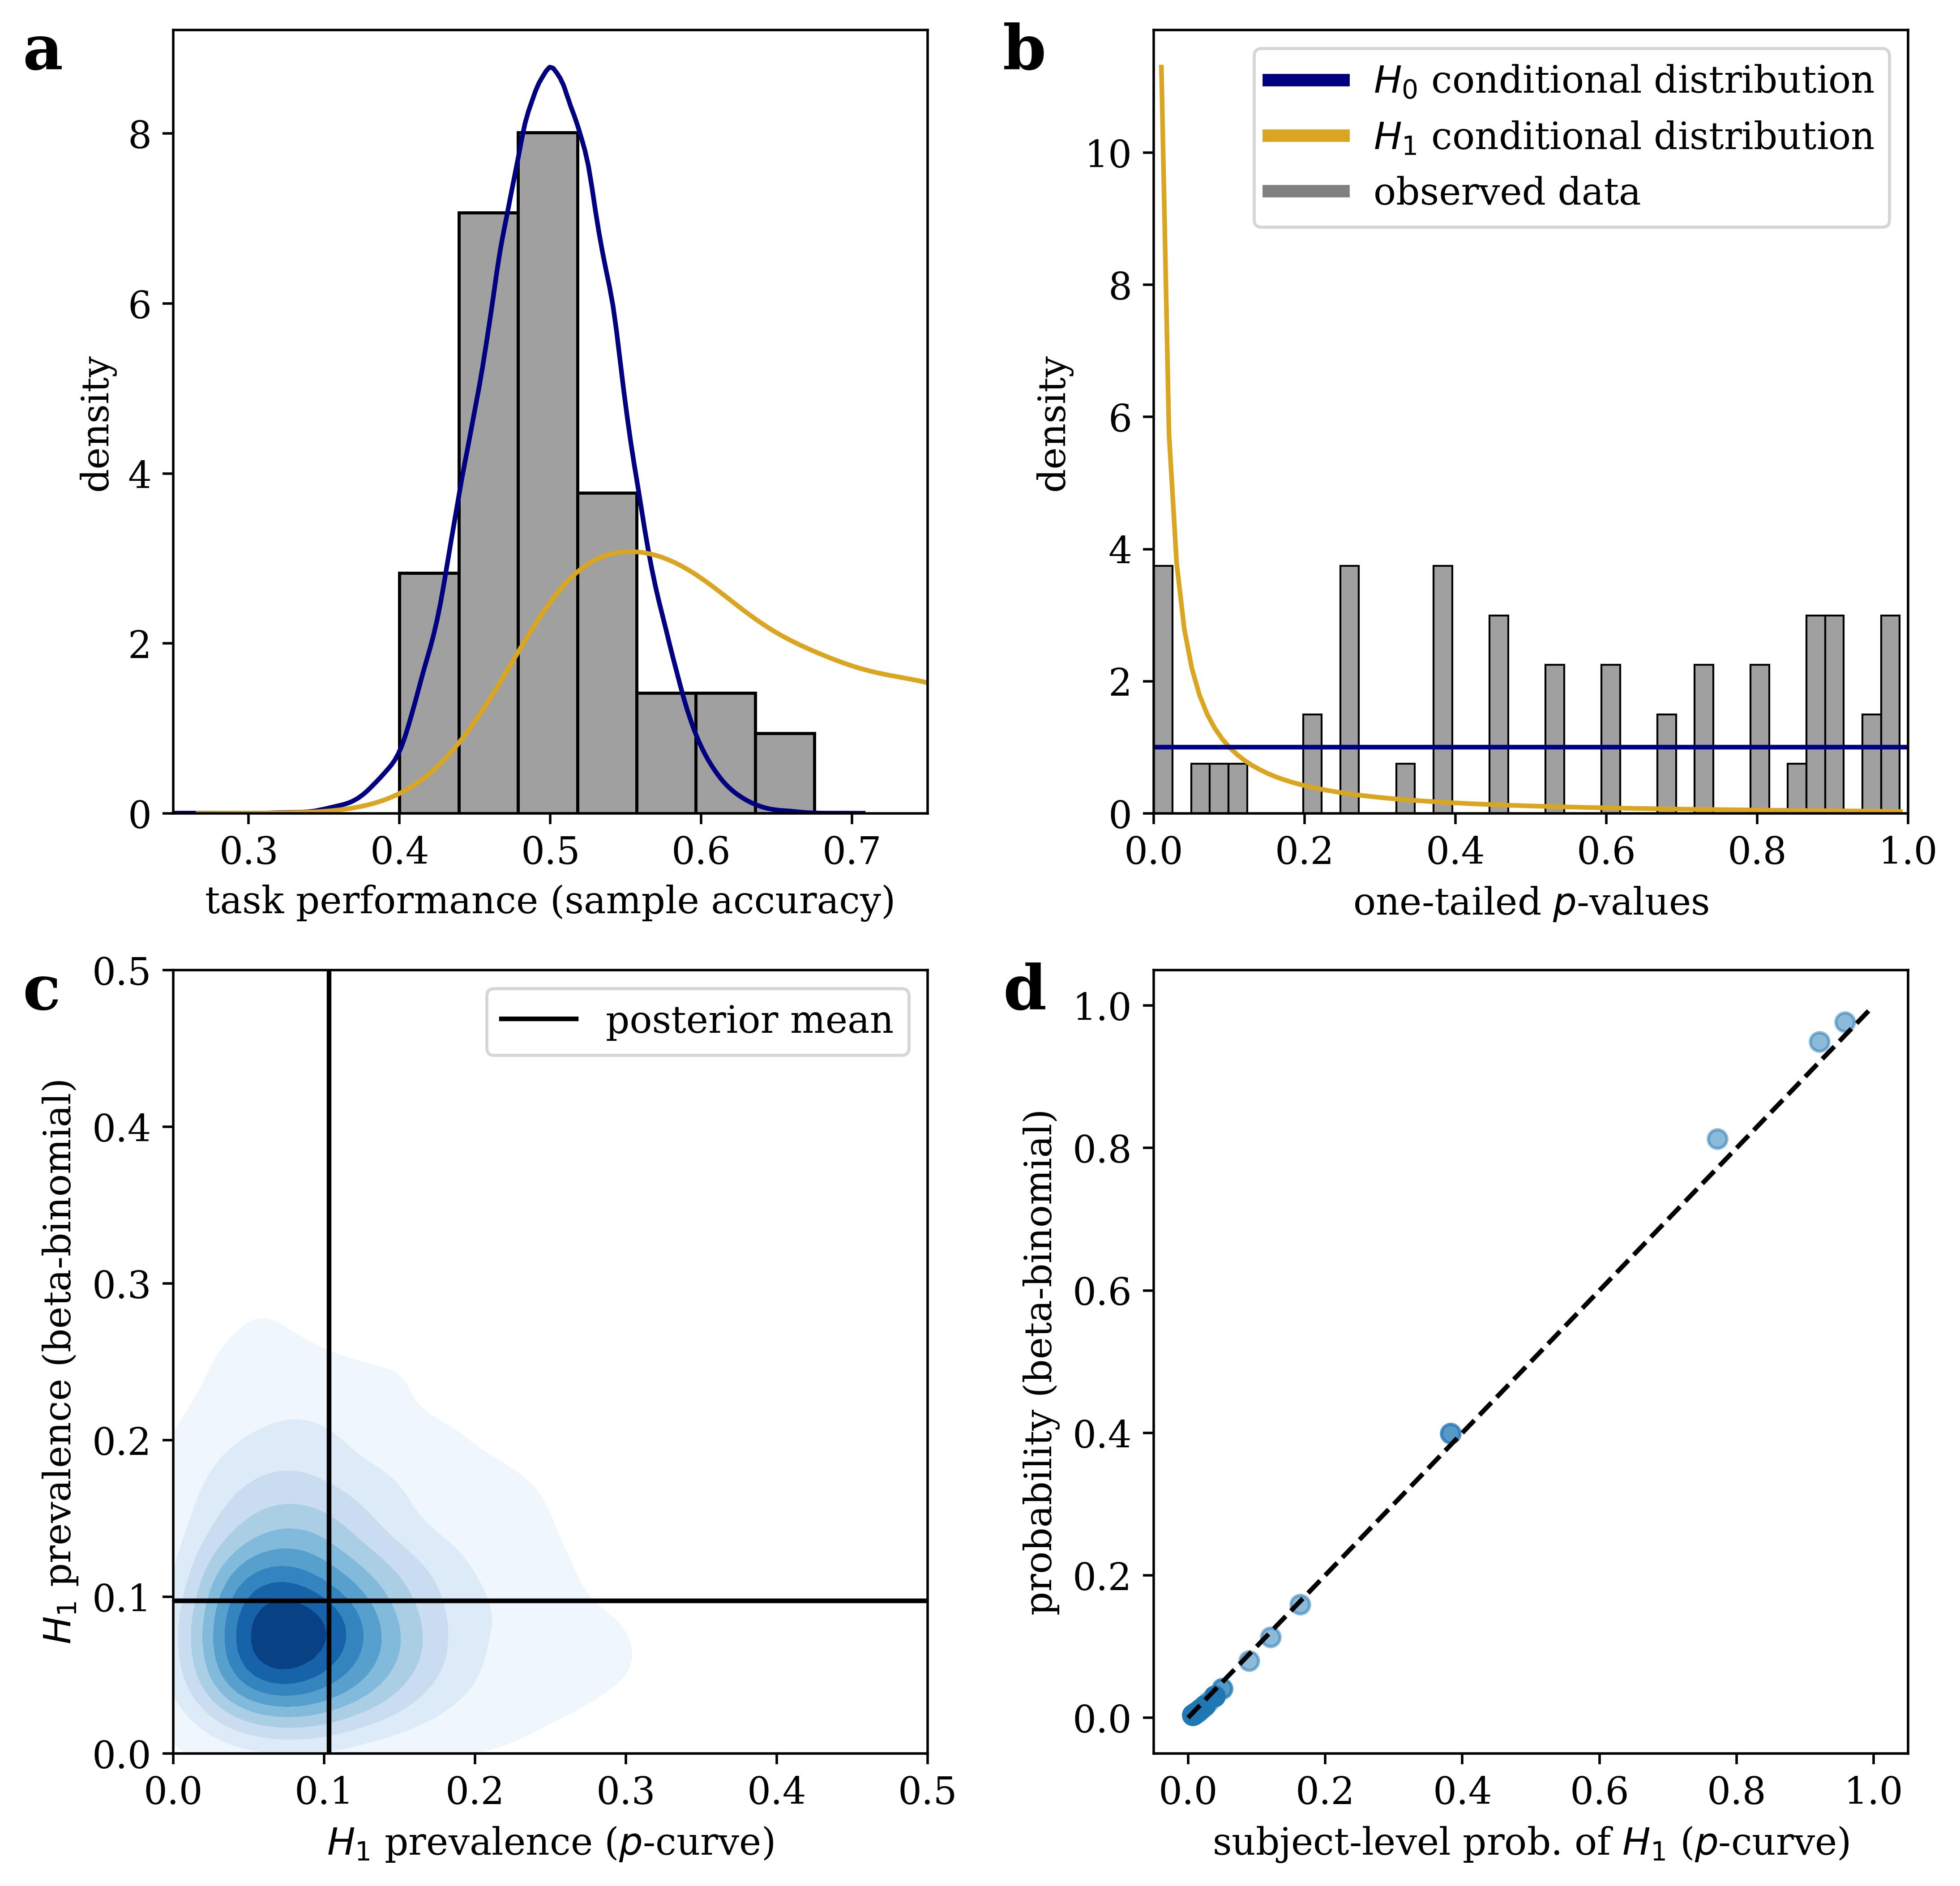 a
density
8
6
4
2
0
0.3 0.4 0.5 0.6 0.7
task performance (sample accuracy)
b
H₀ conditional distribution
H₁ conditional distribution
observed data
density
10
8
6
4
2
0
0.0 0.2 0.4 0.6 0.8 1.0
one-tailed p-values
c
posterior mean
H₁ prevalence (beta-binomial)
0.5
0.4
0.3
0.2
0.1
0.0
0.0 0.1 0.2 0.3 0.4 0.5
H₁ prevalence (p-curve)
d
probability (beta-binomial)
1.0
0.8
0.6
0.4
0.2
0.0
0.0 0.2 0.4 0.6 0.8 1.0
subject-level prob. of H₁ (p-curve)